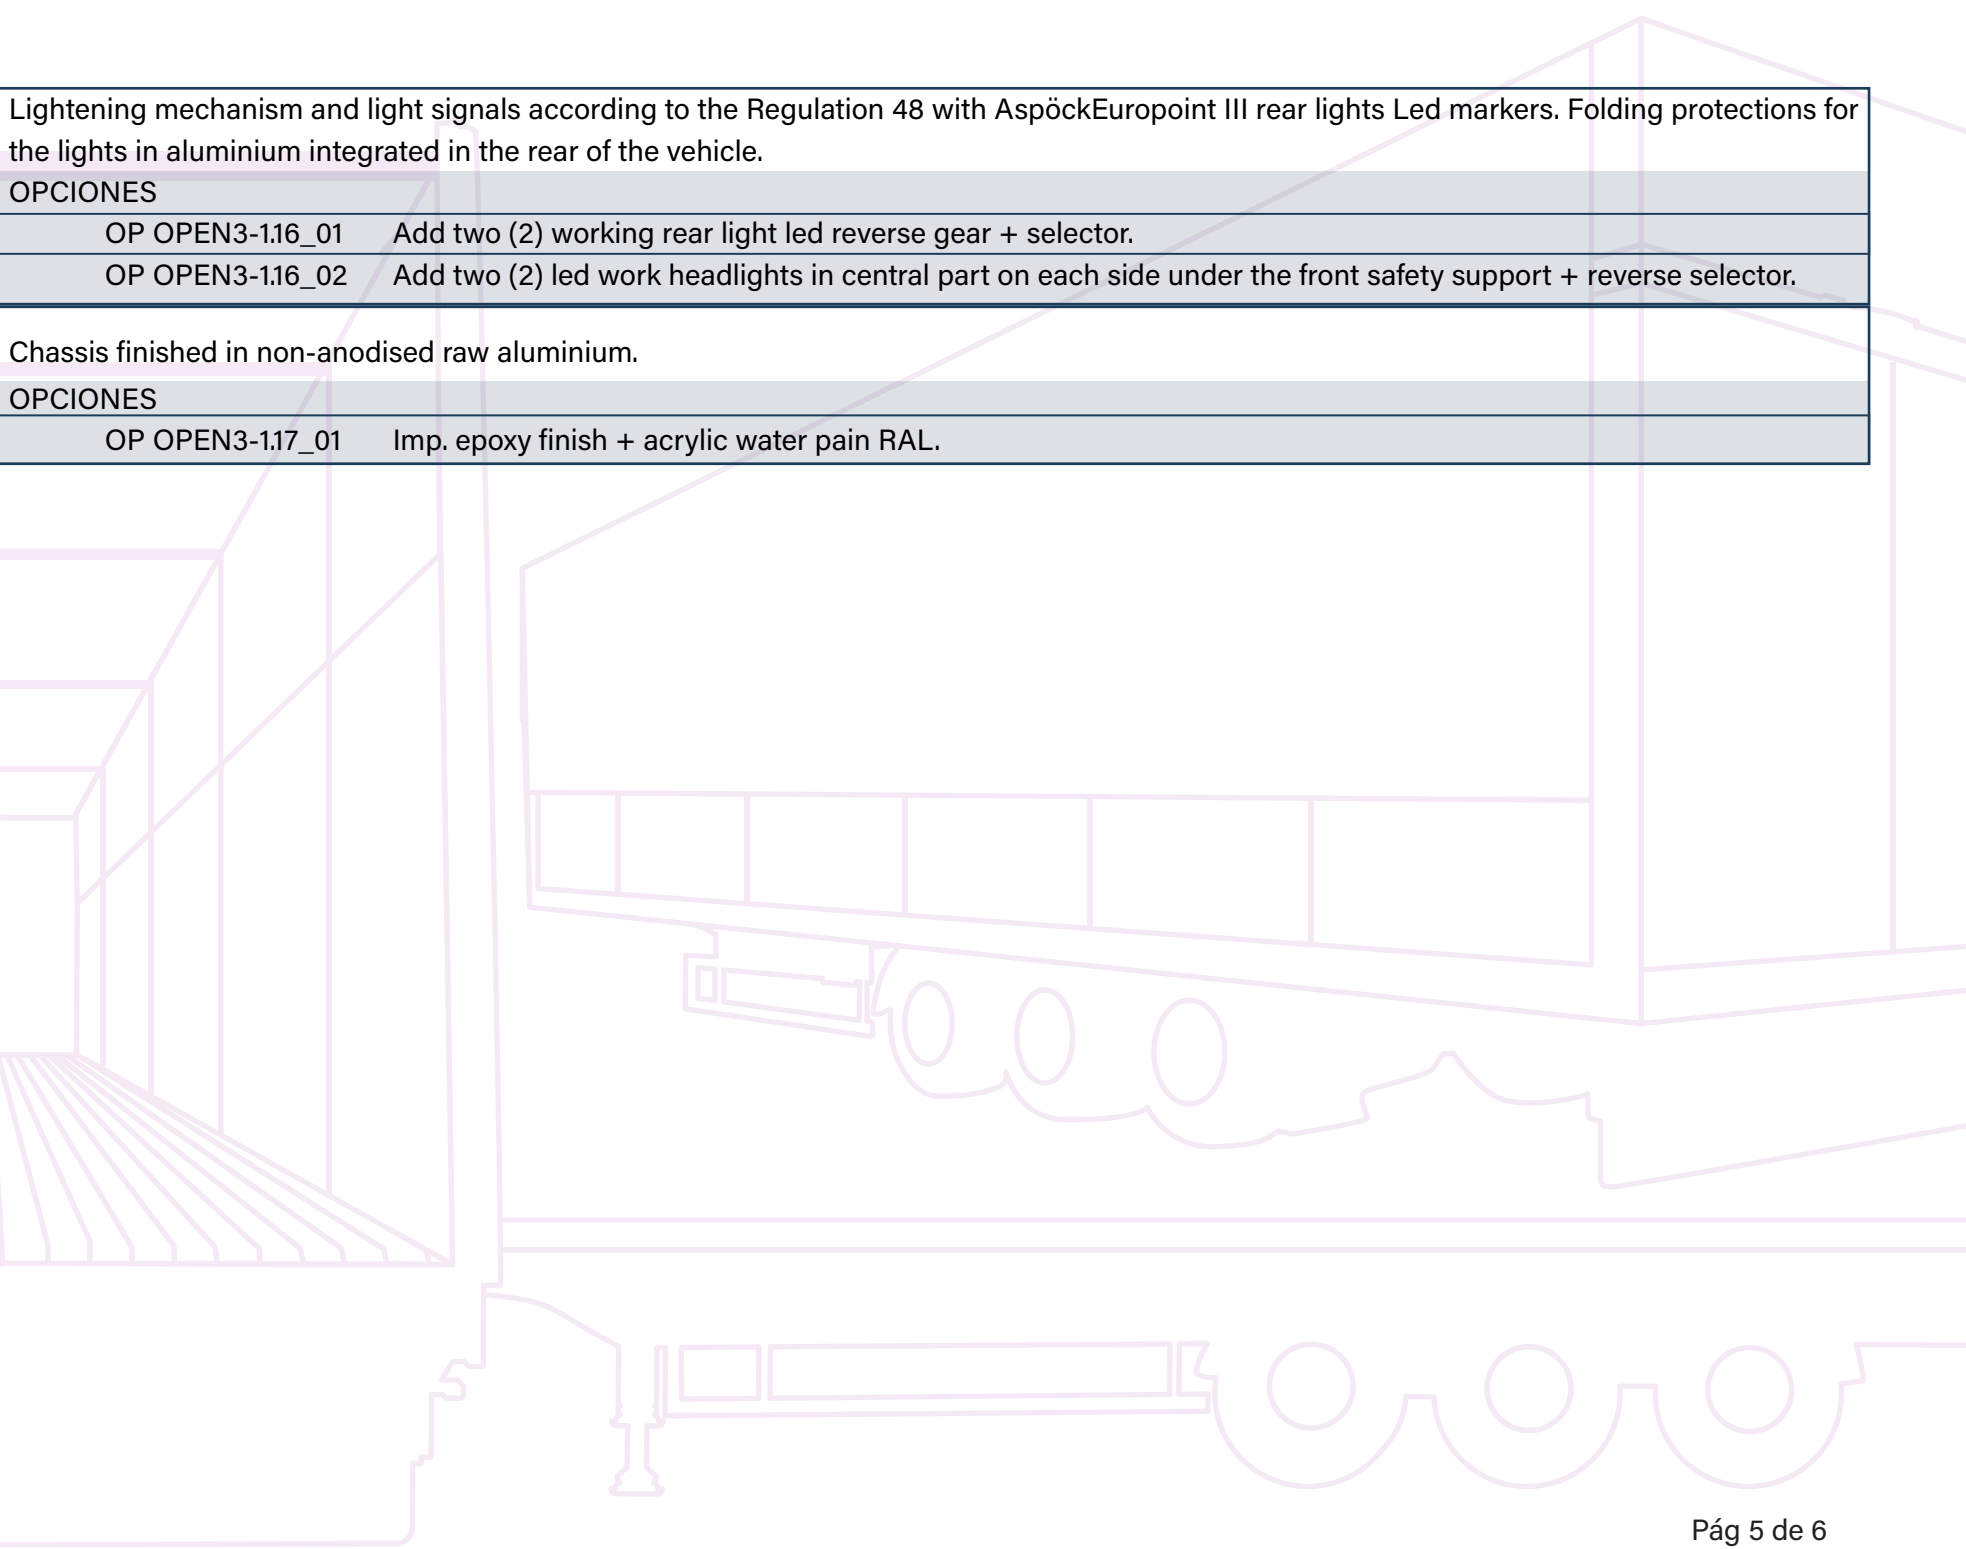 Lightening mechanism and light signals according to the Regulation 48 with AspöckEuropoint III rear lights Led markers. Folding protections for
the lights in aluminium integrated in the rear of the vehicle.
OPCIONES
OP OPEN3-1.16_01 Add two (2) working rear light led reverse gear + selector.
OP OPEN3-1.16_02 Add two (2) led work headlights in central part on each side under the front safety support + reverse selector.
Chassis finished in non-anodised raw aluminium.
OPCIONES
OP OPEN3-1.17_01 Imp. epoxy finish + acrylic water pain RAL.
Pág 5 de 6